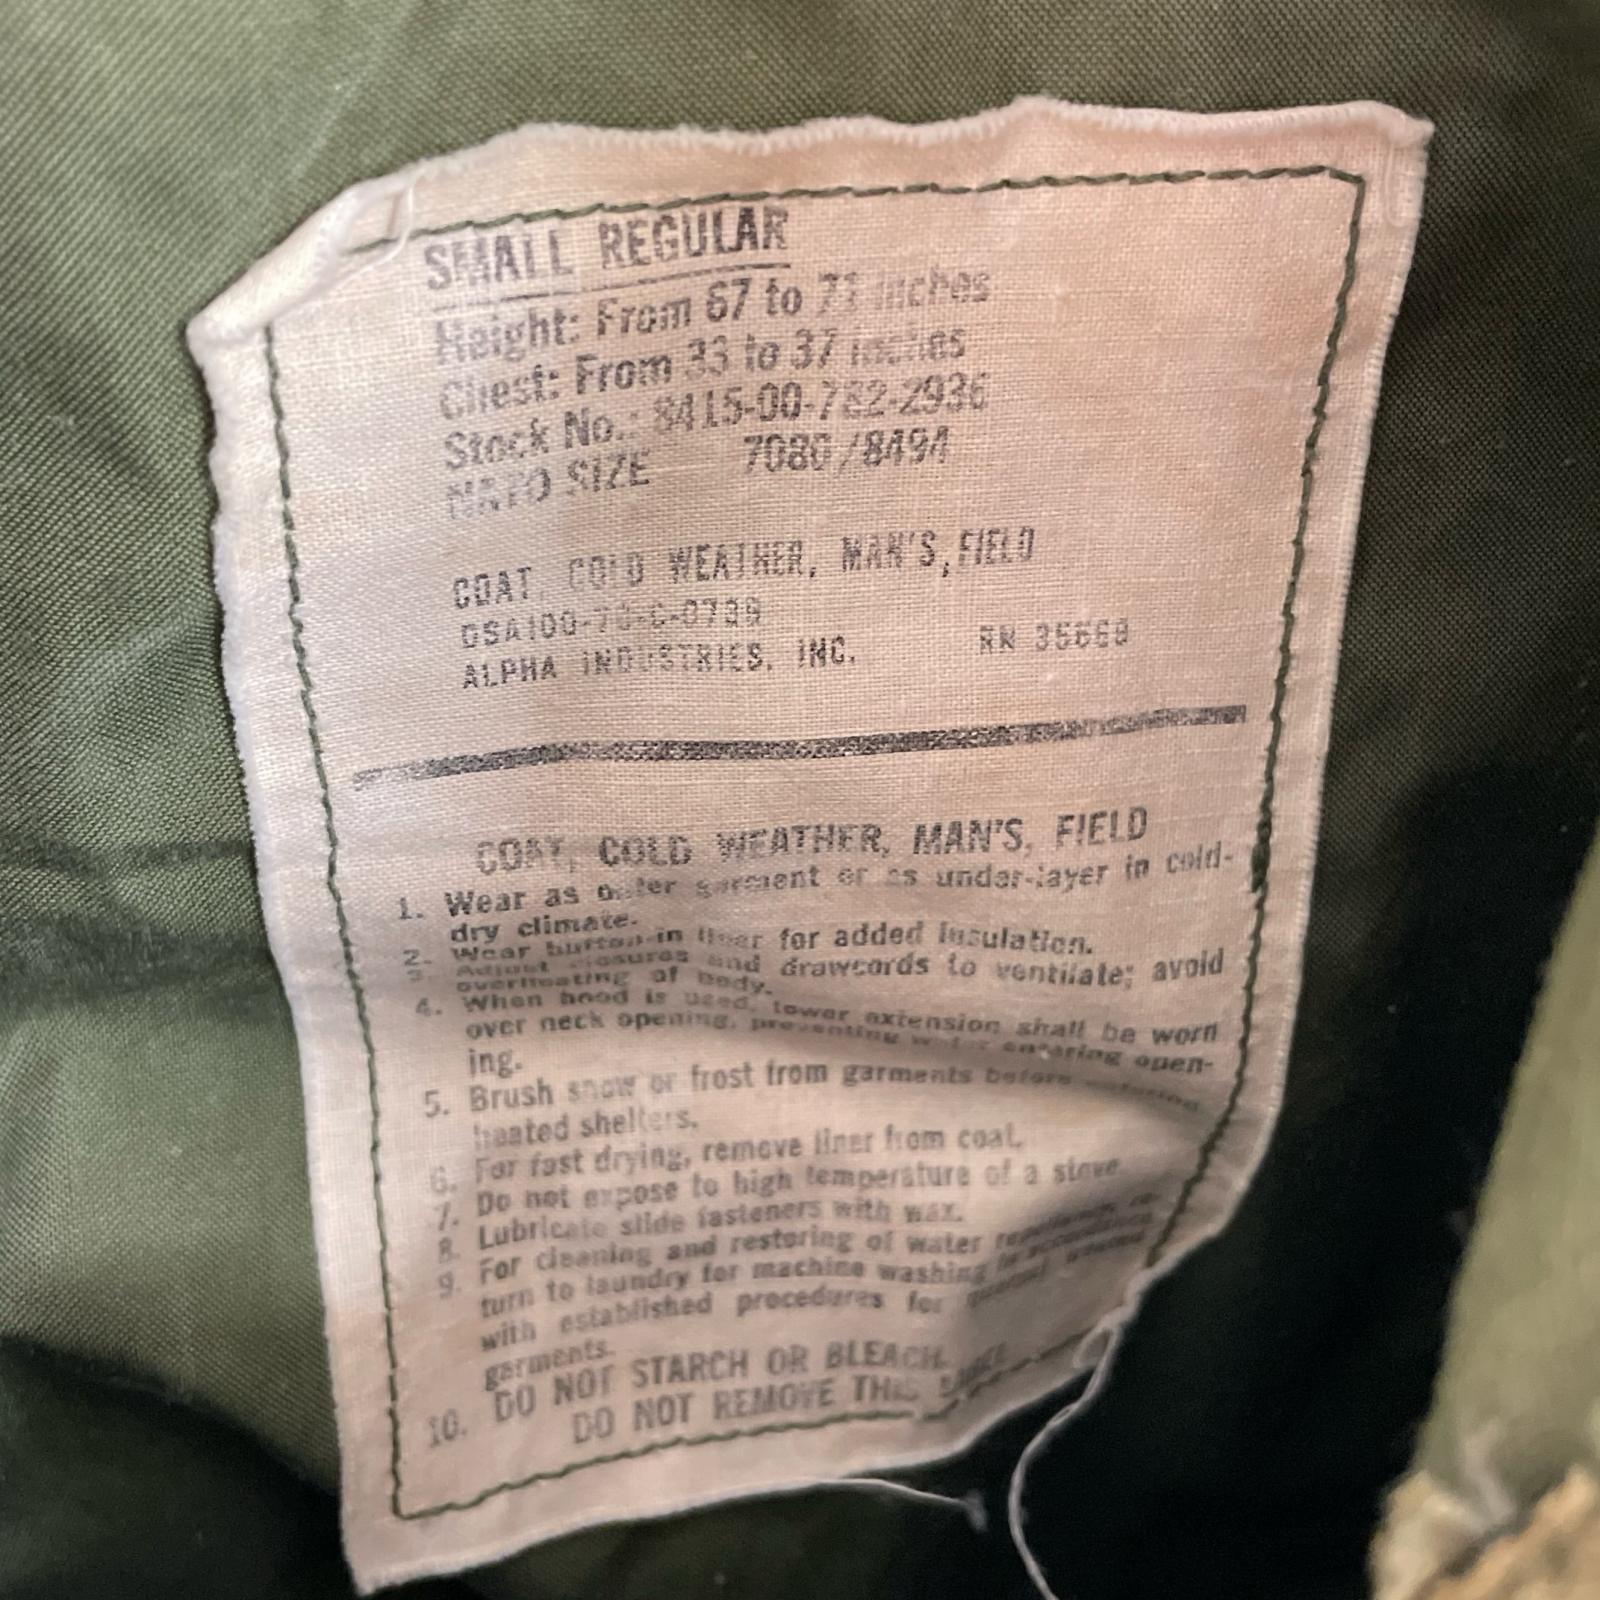 SMALL REGULAR
Height: From 67 to 71 inches
Chest: From 33 to 37 inches
Stock No.: 8415-00-782-2936
NATO SIZE 7080/8494
COAT, COLD WEATHER, MAN'S, FIELD
ALPHA INDUSTRIES, INC. RN
COAT, COLD WEATHER, MAN'S, FIELD
1. Wear as outer garment or as under-layer in cold-
dry climate.
2. Wear button-in liner for added insulation.
3. Adjust closures and drawcords to ventilate; avoid
overheating of body.
4. When hood is used, lower extension shall be worn
over neck opening, preventing water entering open-
ing.
5. Brush snow or frost from garments before entering
heated shelters.
6. For fast drying, remove liner from coat.
7. Do not expose to high temperature of a stove
8. Lubricate slide fasteners with wax.
9. For cleaning and restoring of water repellency, re-
turn to laundry for machine washing in accordance
with established procedures for
garments.
10. DO NOT STARCH OR BLEACH.
DO NOT REMOVE THIS LABEL